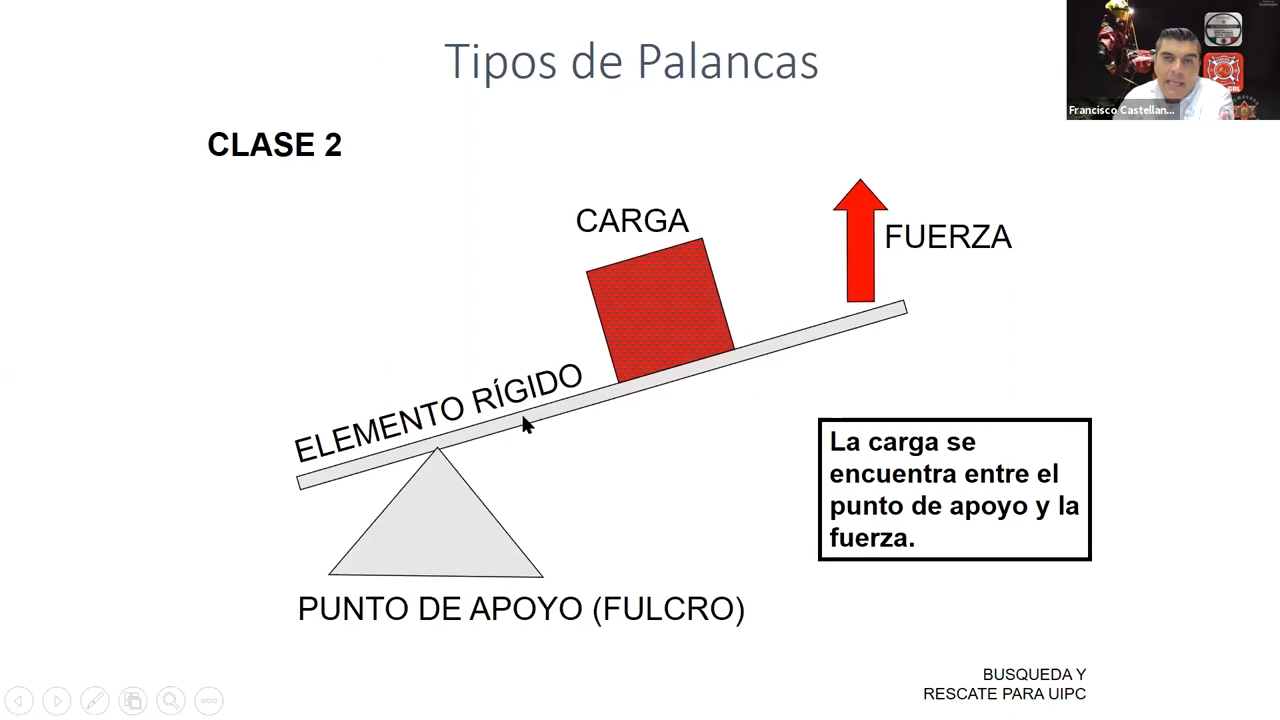 Tipos de Palancas
Francisco Castellan...
CLASE 2
CARGA
FUERZA
ELEMENTO RÍGIDO
La carga se
encuentra entre el
punto de apoyo y la
fuerza.
PUNTO DE APOYO (FULCRO)
BUSQUEDA Y
RESCATE PARA UIPC